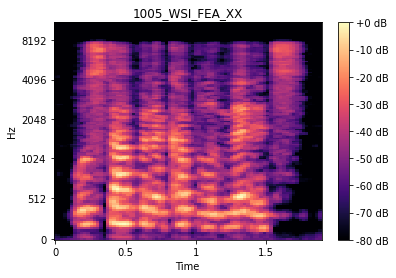 1005_WSI_FEA_XX
8192
4096
2048
1024
512
0
Hz
0
0.5
1
1.5
Time
+0 dB
-10 dB
-20 dB
-30 dB
-40 dB
-50 dB
-60 dB
-70 dB
-80 dB